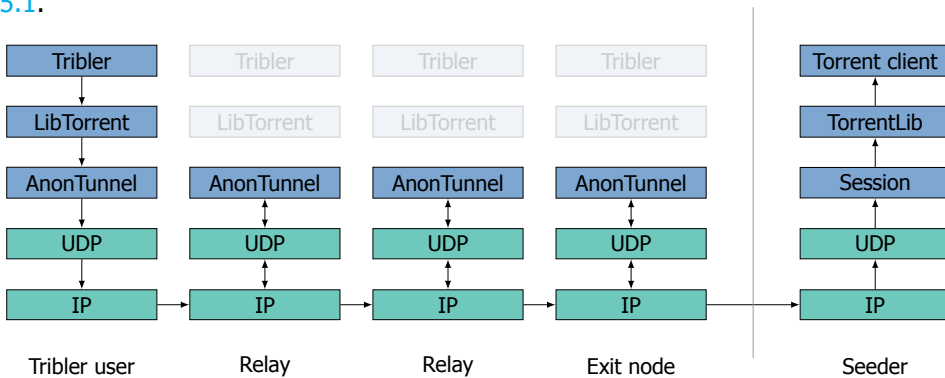 5.1.
Tribler Tribler Tribler Tribler Torrent client
LibTorrent LibTorrent LibTorrent LibTorrent TorrentLib
AnonTunnel AnonTunnel AnonTunnel AnonTunnel Session
UDP UDP UDP UDP UDP
IP IP IP IP IP
Tribler user Relay Relay Exit node Seeder